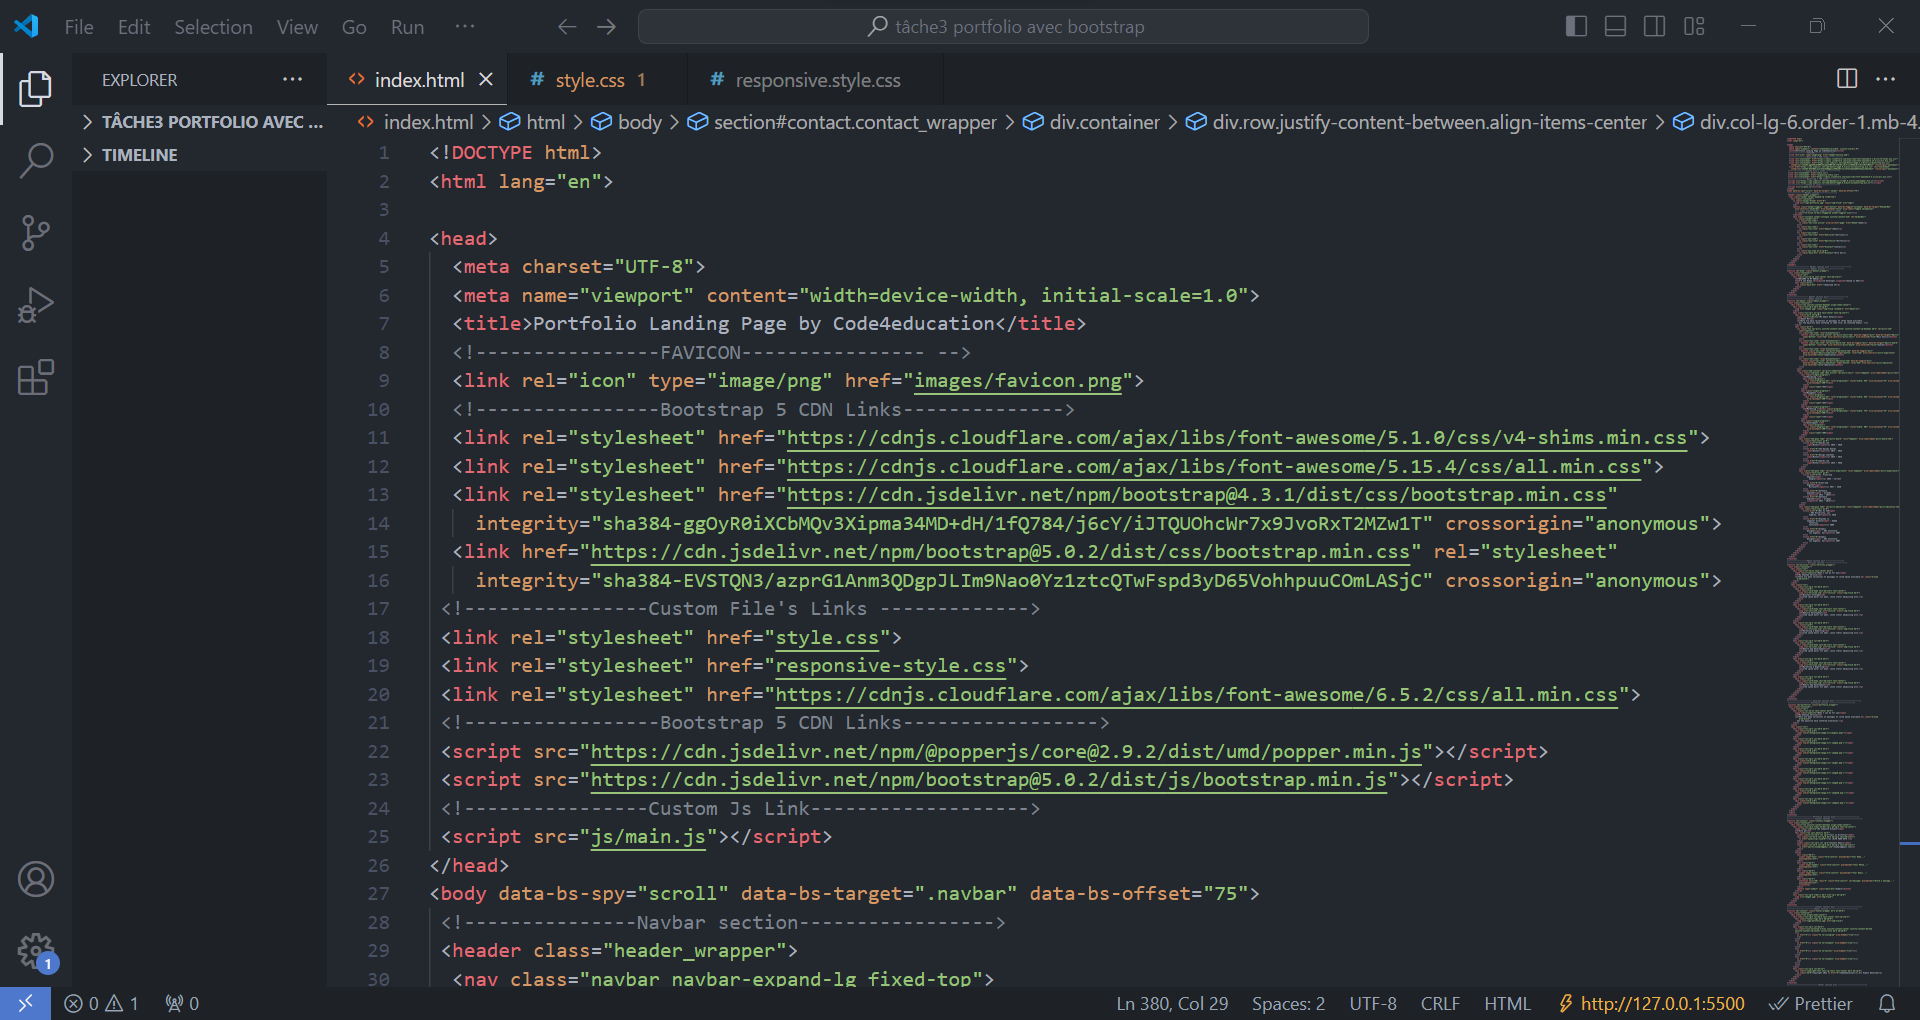 File Edit Selection View Go Run ···
tâche3 portfolio avec bootstrap
EXPLORER ···
index.html
# style.css 1
# responsive.style.css
TÂCHE3 PORTFOLIO AVEC ...
TIMELINE
index.html > html > body > section#contact.contact_wrapper > div.container > div.row.justify-content-between.align-items-center > div.col-lg-6.order-1.mb-4.
1 <!DOCTYPE html>
2 <html lang="en">
3
4 <head>
5 <meta charset="UTF-8">
6 <meta name="viewport" content="width=device-width, initial-scale=1.0">
7 <title>Portfolio Landing Page by Code4education</title>
8 <!----------------FAVICON---------------- -->
9 <link rel="icon" type="image/png" href="images/favicon.png">
10 <!----------------Bootstrap 5 CDN Links-------------->
11 <link rel="stylesheet" href="https://cdnjs.cloudflare.com/ajax/libs/font-awesome/5.1.0/css/v4-shims.min.css">
12 <link rel="stylesheet" href="https://cdnjs.cloudflare.com/ajax/libs/font-awesome/5.15.4/css/all.min.css">
13 <link rel="stylesheet" href="https://cdn.jsdelivr.net/npm/bootstrap@4.3.1/dist/css/bootstrap.min.css"
14 integrity="sha384-ggOyR0iXCbMQv3Xipma34MD+dH/1fQ784/j6cY/iJTQUOhcWr7x9JvoRxT2MZw1T" crossorigin="anonymous">
15 <link href="https://cdn.jsdelivr.net/npm/bootstrap@5.0.2/dist/css/bootstrap.min.css" rel="stylesheet"
16 integrity="sha384-EVSTQN3/azprG1Anm3QDgpJLIm9Nao0Yz1ztcQTwFspd3yD65VohhpuuCOmLASjC" crossorigin="anonymous">
17 <!----------------Custom File's Links ------------->
18 <link rel="stylesheet" href="style.css">
19 <link rel="stylesheet" href="responsive-style.css">
20 <link rel="stylesheet" href="https://cdnjs.cloudflare.com/ajax/libs/font-awesome/6.5.2/css/all.min.css">
21 <!-----------------Bootstrap 5 CDN Links----------------->
22 <script src="https://cdn.jsdelivr.net/npm/@popperjs/core@2.9.2/dist/umd/popper.min.js"></script>
23 <script src="https://cdn.jsdelivr.net/npm/bootstrap@5.0.2/dist/js/bootstrap.min.js"></script>
24 <!----------------Custom Js Link------------------->
25 <script src="js/main.js"></script>
26 </head>
27 <body data-bs-spy="scroll" data-bs-target=".navbar" data-bs-offset="75">
28 <!---------------Navbar section----------------->
29 <header class="header_wrapper">
30 <nav class="navbar navbar-expand-lg fixed-top">
1
0 1 0
Ln 380, Col 29 Spaces: 2 UTF-8 CRLF HTML http://127.0.0.1:5500 Prettier